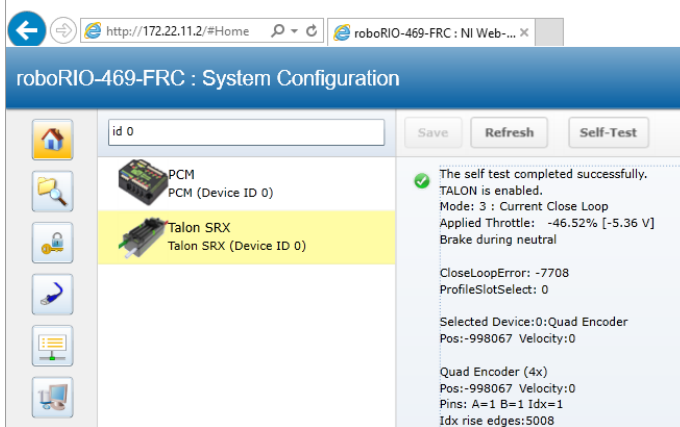 http://172.22.11.2/#Home
roboRIO-469-FRC : NI Web-...
roboRIO-469-FRC : System Configuration
id 0
Save
Refresh
Self-Test
PCM
PCM (Device ID 0)
Talon SRX
Talon SRX (Device ID 0)
The self test completed successfully.
TALON is enabled.
Mode: 3 : Current Close Loop
Applied Throttle: -46.52% [-5.36 V]
Brake during neutral
CloseLoopError: -7708
ProfileSlotSelect: 0
Selected Device:0:Quad Encoder
Pos:-998067 Velocity:0
Quad Encoder (4x)
Pos:-998067 Velocity:0
Pins: A=1 B=1 Idx=1
Idx rise edges:5008